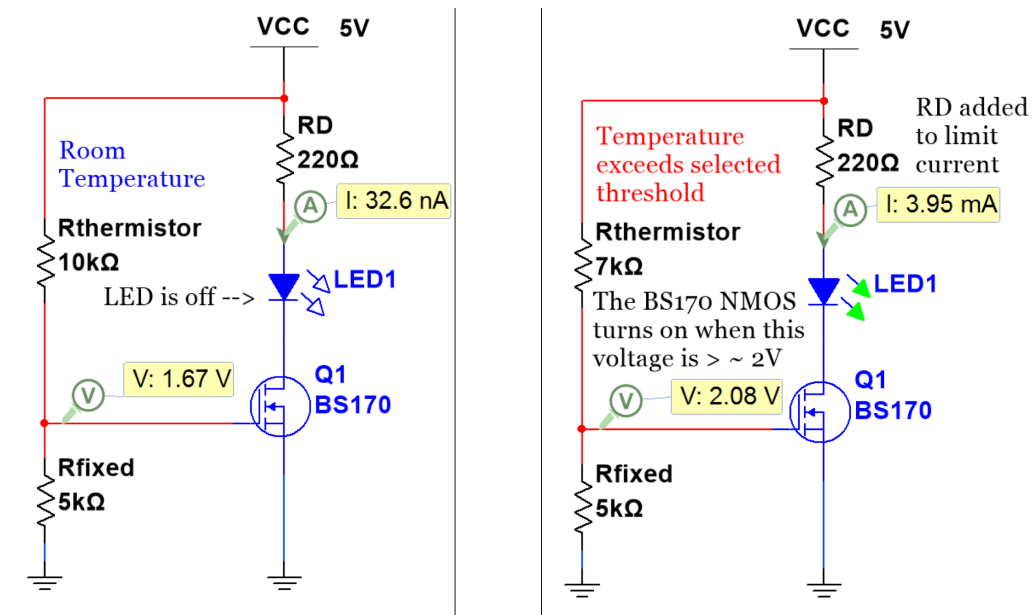 VCC 5V
RD
220Ω
Room
Temperature
A
I: 32.6 nA
Rthermistor
10kΩ
LED1
LED is off -->
V: 1.67 V
V
Q1
BS170
Rfixed
5kΩ
VCC 5V
RD
220Ω
RD added
to limit
current
Temperature
exceeds selected
threshold
A
I: 3.95 mA
Rthermistor
7kΩ
LED1
The BS170 NMOS
turns on when this
voltage is > ~ 2V
V: 2.08 V
V
Q1
BS170
Rfixed
5kΩ